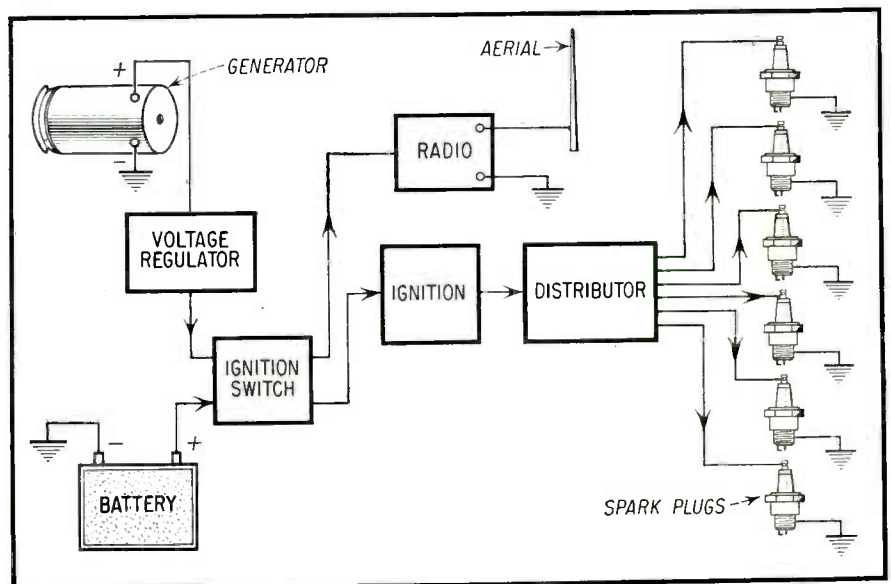 +
GENERATOR
-
AERIAL
RADIO
VOLTAGE
REGULATOR
IGNITION
DISTRIBUTOR
IGNITION
SWITCH
-
+
BATTERY
SPARK PLUGS